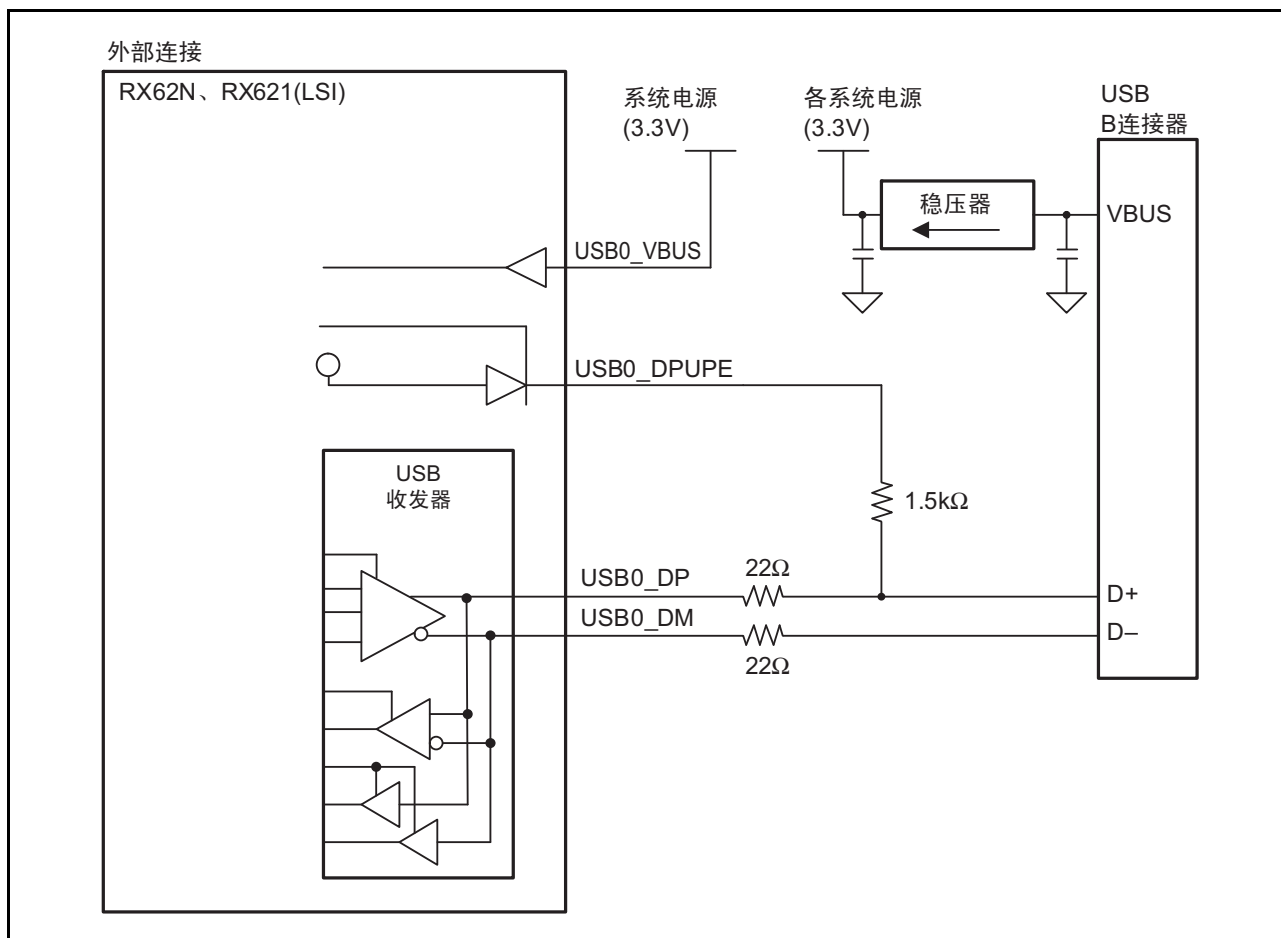 外部连接
RX62N、RX621(LSI)
系统电源
(3.3V)
各系统电源
(3.3V)
USB
B连接器
稳压器
VBUS
USB0_VBUS
USB0_DPUPE
USB
收发器
1.5kΩ
USB0_DP
22Ω
D+
USB0_DM
D–
22Ω